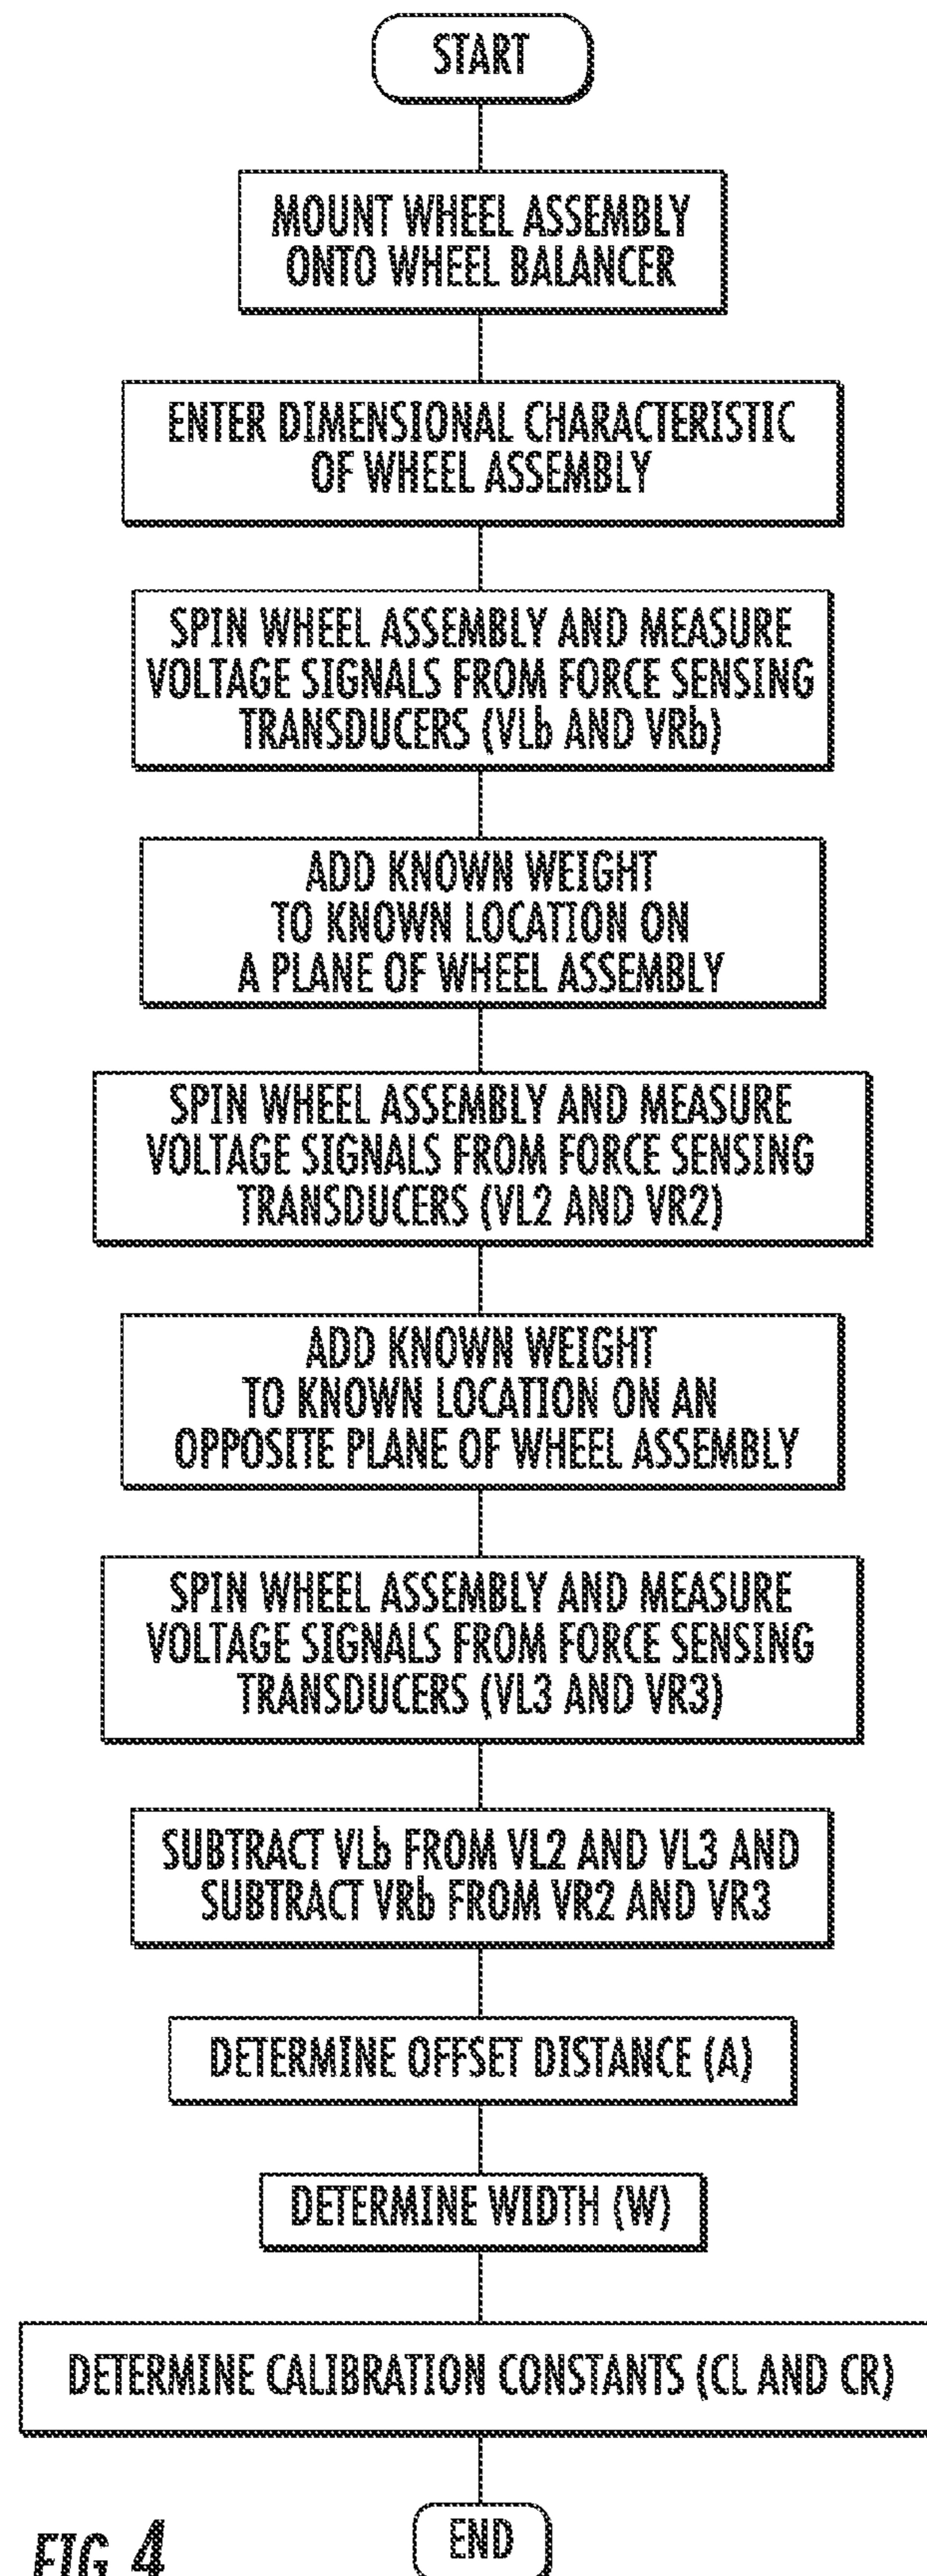 START
MOUNT WHEEL ASSEMBLY
ONTO WHEEL BALANCER
ENTER DIMENSIONAL CHARACTERISTIC
OF WHEEL ASSEMBLY
SPIN WHEEL ASSEMBLY AND MEASURE
VOLTAGE SIGNALS FROM FORCE SENSING
TRANSDUCERS (VLb AND VRb)
ADD KNOWN WEIGHT
TO KNOWN LOCATION ON
A PLANE OF WHEEL ASSEMBLY
SPIN WHEEL ASSEMBLY AND MEASURE
VOLTAGE SIGNALS FROM FORCE SENSING
TRANSDUCERS (VL2 AND VR2)
ADD KNOWN WEIGHT
TO KNOWN LOCATION ON AN
OPPOSITE PLANE OF WHEEL ASSEMBLY
SPIN WHEEL ASSEMBLY AND MEASURE
VOLTAGE SIGNALS FROM FORCE SENSING
TRANSDUCERS (VL3 AND VR3)
SUBTRACT VLb FROM VL2 AND VL3 AND
SUBTRACT VRb FROM VR2 AND VR3
DETERMINE OFFSET DISTANCE (A)
DETERMINE WIDTH (W)
DETERMINE CALIBRATION CONSTANTS (CL AND CR)
END
FIG. 4